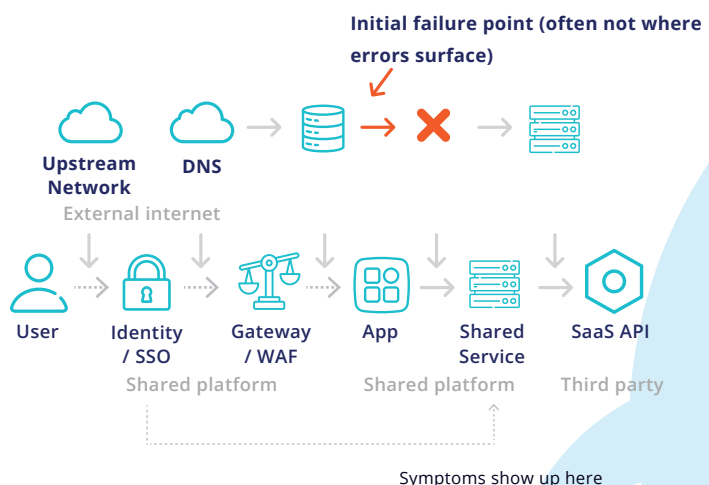 Initial failure point (often not where
errors surface)
Upstream
Network
DNS
External internet
User
Identity
/ SSO
Gateway
/ WAF
App
Shared
Service
SaaS API
Shared platform
Shared platform
Third party
Symptoms show up here